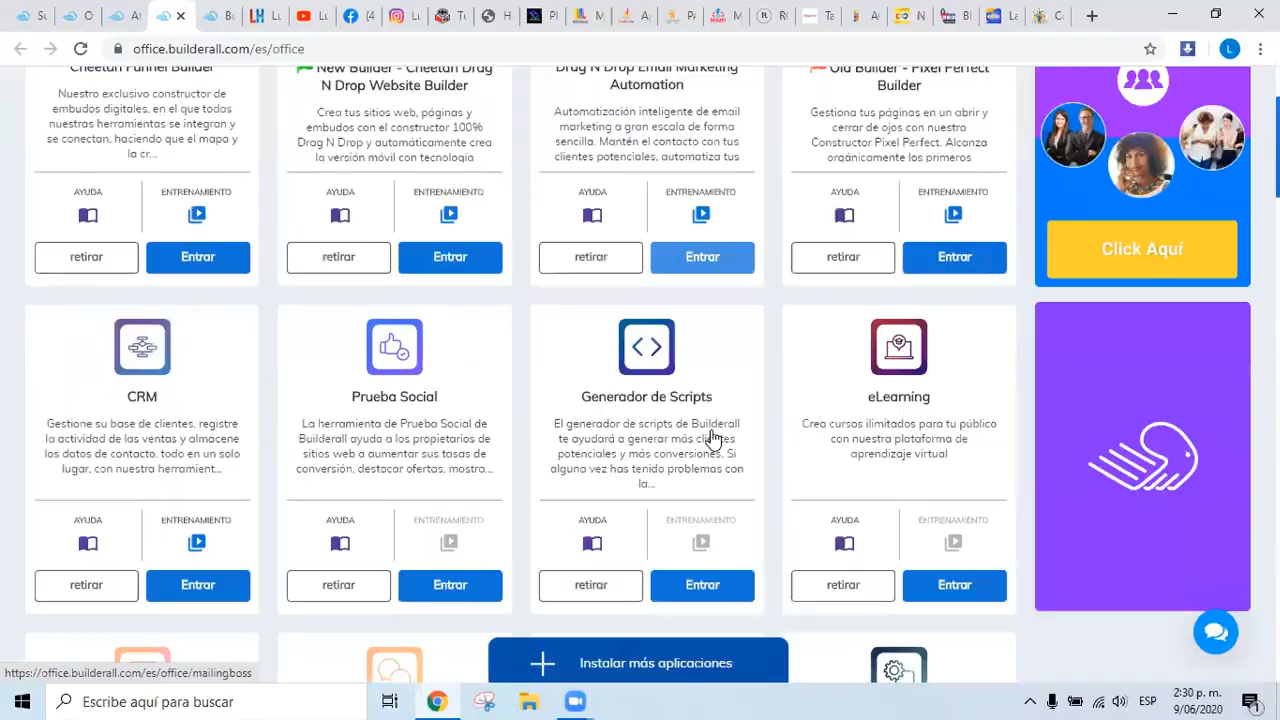 At
Bu
office.builderall.com/es/office
L
Cheetah Funnel Builder
Nuestro exclusivo constructor de
embudos digitales, en el que todas
nuestras herramientas se integran y
se conectan, haciendo que el mapa y
la cr...
AYUDA
ENTRENAMIENTO
retirar
Entrar
New Builder - Cheetah Drag
N Drop Website Builder
Crea tus sitios web, páginas y
embudos con el constructor 100%
Drag N Drop y automáticamente crea
la versión móvil con tecnología
AYUDA
ENTRENAMIENTO
retirar
Entrar
Drag N Drop Email Marketing
Automation
Automatización inteligente de email
marketing a gran escala de forma
sencilla. Mantén el contacto con tus
clientes potenciales, automatiza tus
AYUDA
ENTRENAMIENTO
retirar
Entrar
Old Builder - Pixel Perfect
Builder
Gestiona tus páginas en un abrir y
cerrar de ojos con nuestro
Constructor Pixel Perfect. Alcanza
orgánicamente los primeros
AYUDA
ENTRENAMIENTO
retirar
Entrar
Click Aquí
CRM
Gestione su base de clientes, registre
la actividad de las ventas y almacene
los datos de contacto, todo en un solo
lugar, con nuestra herramient...
AYUDA
ENTRENAMIENTO
retirar
Entrar
Prueba Social
La herramienta de Prueba Social de
Builderall ayuda a los propietarios de
sitios web a aumentar sus tasas de
conversión, destacar ofertas, mostra...
AYUDA
ENTRENAMIENTO
retirar
Entrar
Generador de Scripts
El generador de scripts de Builderall
te ayudará a generar más clientes
potenciales y más conversiones. Si
alguna vez has tenido problemas con
la...
AYUDA
ENTRENAMIENTO
retirar
Entrar
eLearning
Crea cursos ilimitados para tu público
con nuestra plataforma de
aprendizaje virtual
AYUDA
ENTRENAMIENTO
retirar
Entrar
Instalar más aplicaciones
https://office.builderall.com/es/office/mailingboss
Escribe aquí para buscar
ESP
2:30 p. m.
9/06/2020